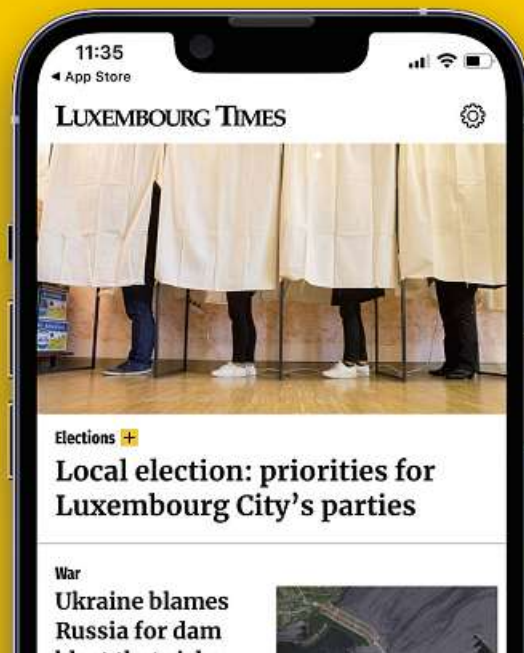 11:35
◀ App Store
LUXEMBOURG TIMES
Elections +
Local election: priorities for
Luxembourg City’s parties
War
Ukraine blames
Russia for dam